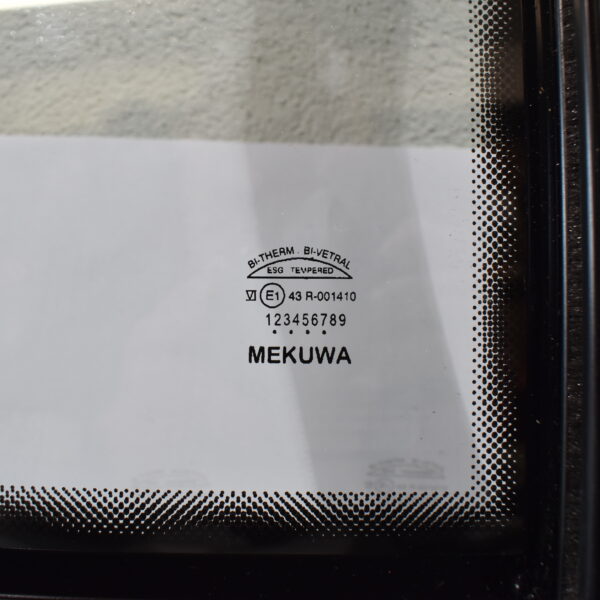 BI-THERM . BI-VETRAL
ESG TEMPERED
VI E1 43 R-001410
123456789
MEKUWA